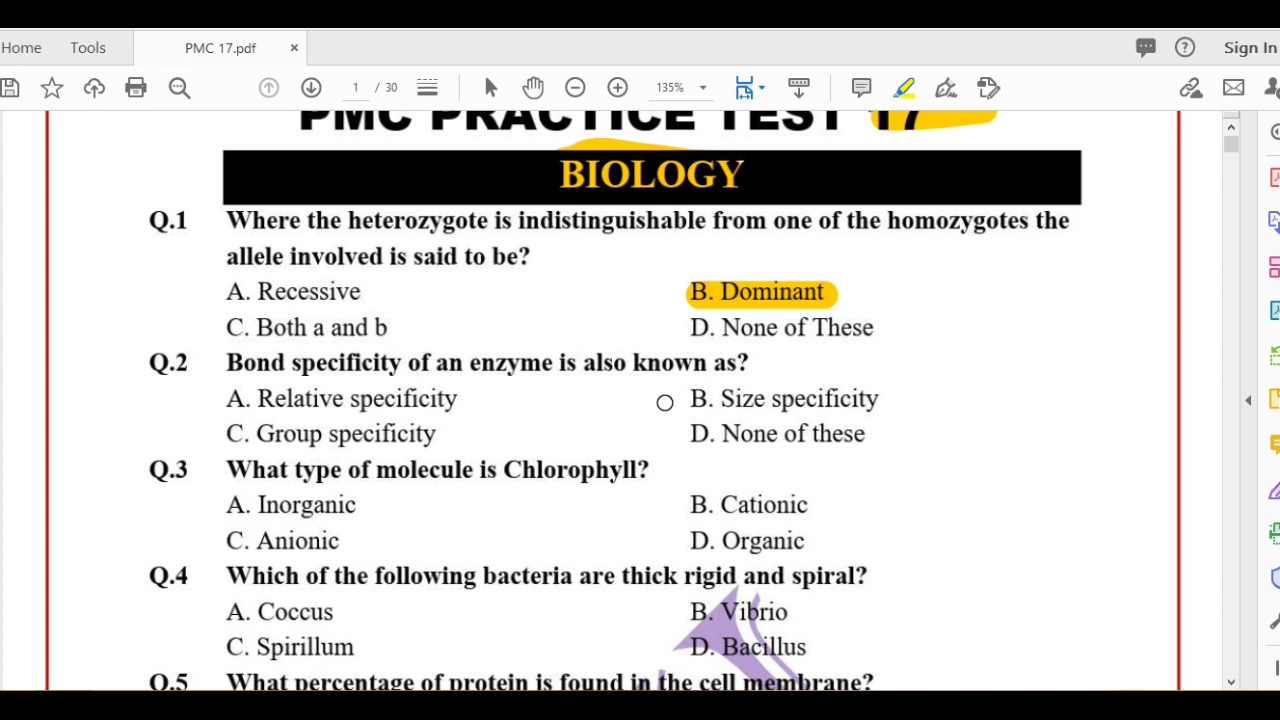 Home Tools PMC 17.pdf × Sign In
1 / 30 135%
PMC PRACTICE TEST 17
BIOLOGY
Q.1 Where the heterozygote is indistinguishable from one of the homozygotes the
allele involved is said to be?
A. Recessive B. Dominant
C. Both a and b D. None of These
Q.2 Bond specificity of an enzyme is also known as?
A. Relative specificity B. Size specificity
C. Group specificity D. None of these
Q.3 What type of molecule is Chlorophyll?
A. Inorganic B. Cationic
C. Anionic D. Organic
Q.4 Which of the following bacteria are thick rigid and spiral?
A. Coccus B. Vibrio
C. Spirillum D. Bacillus
Q.5 What percentage of protein is found in the cell membrane?